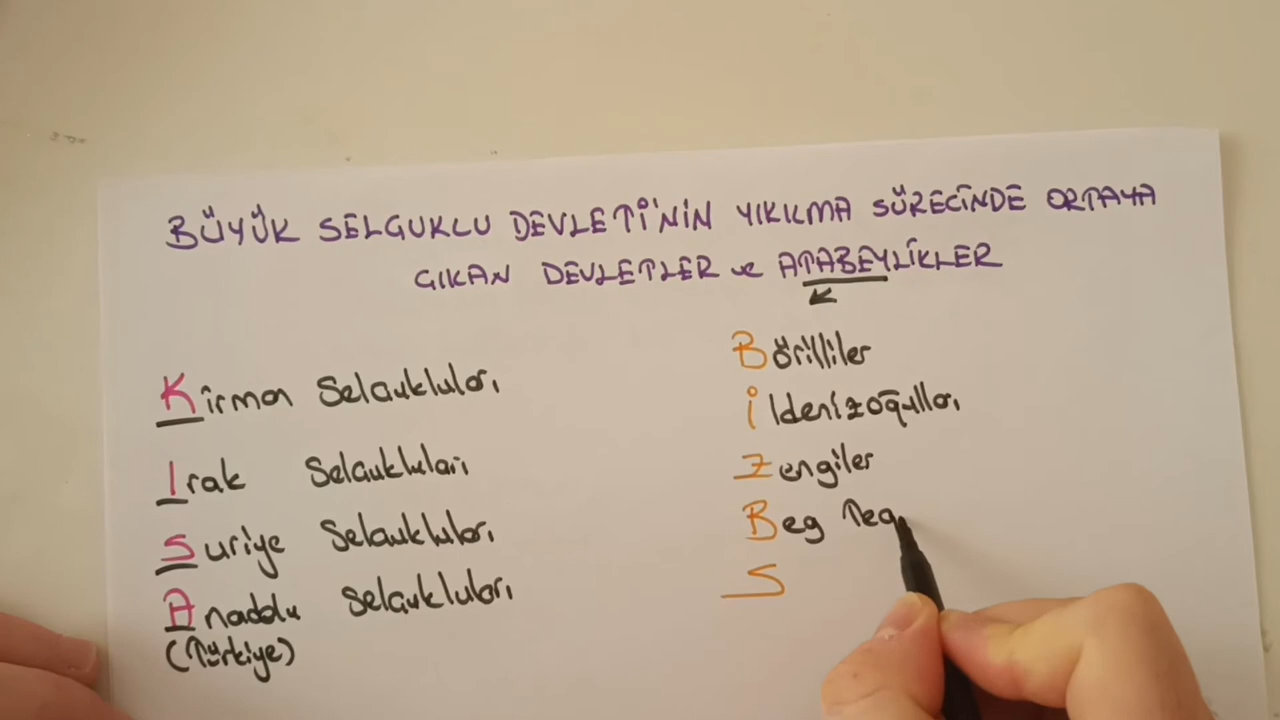 BÜYÜK SELÇUKLU DEVLETİ'NİN YIKILMA SÜRECİNDE ORTAYA
ÇIKAN DEVLETLER ve ATABEYLİKLER
Kirman Selçukluları
Irak Selçukluları
Suriye Selçukluları
Anadolu Selçukluları
(Türkiye)
Börililer
İldenizoğulları
Zengiler
Beg Teg
S